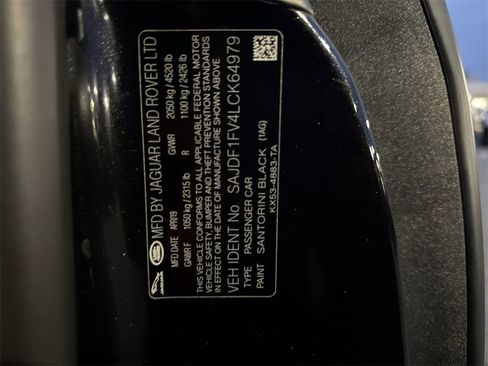 MFD BY JAGUAR LAND ROVER LTD
MFD DATE APR/19 GVWR 2050 kg / 4520 lb
GAWR F 1050 kg / 2315 lb R 1100 kg / 2426 lb
THIS VEHICLE CONFORMS TO ALL APPLICABLE FEDERAL MOTOR
VEHICLE SAFETY, BUMPER AND THEFT PREVENTION STANDARDS
IN EFFECT ON THE DATE OF MANUFACTURE SHOWN ABOVE
VEH IDENT No. SAJDF1FV4LCK64979
TYPE PASSENGER CAR
PAINT SANTORINI BLACK (1AG)
KX53-4883-TA
JAGUAR